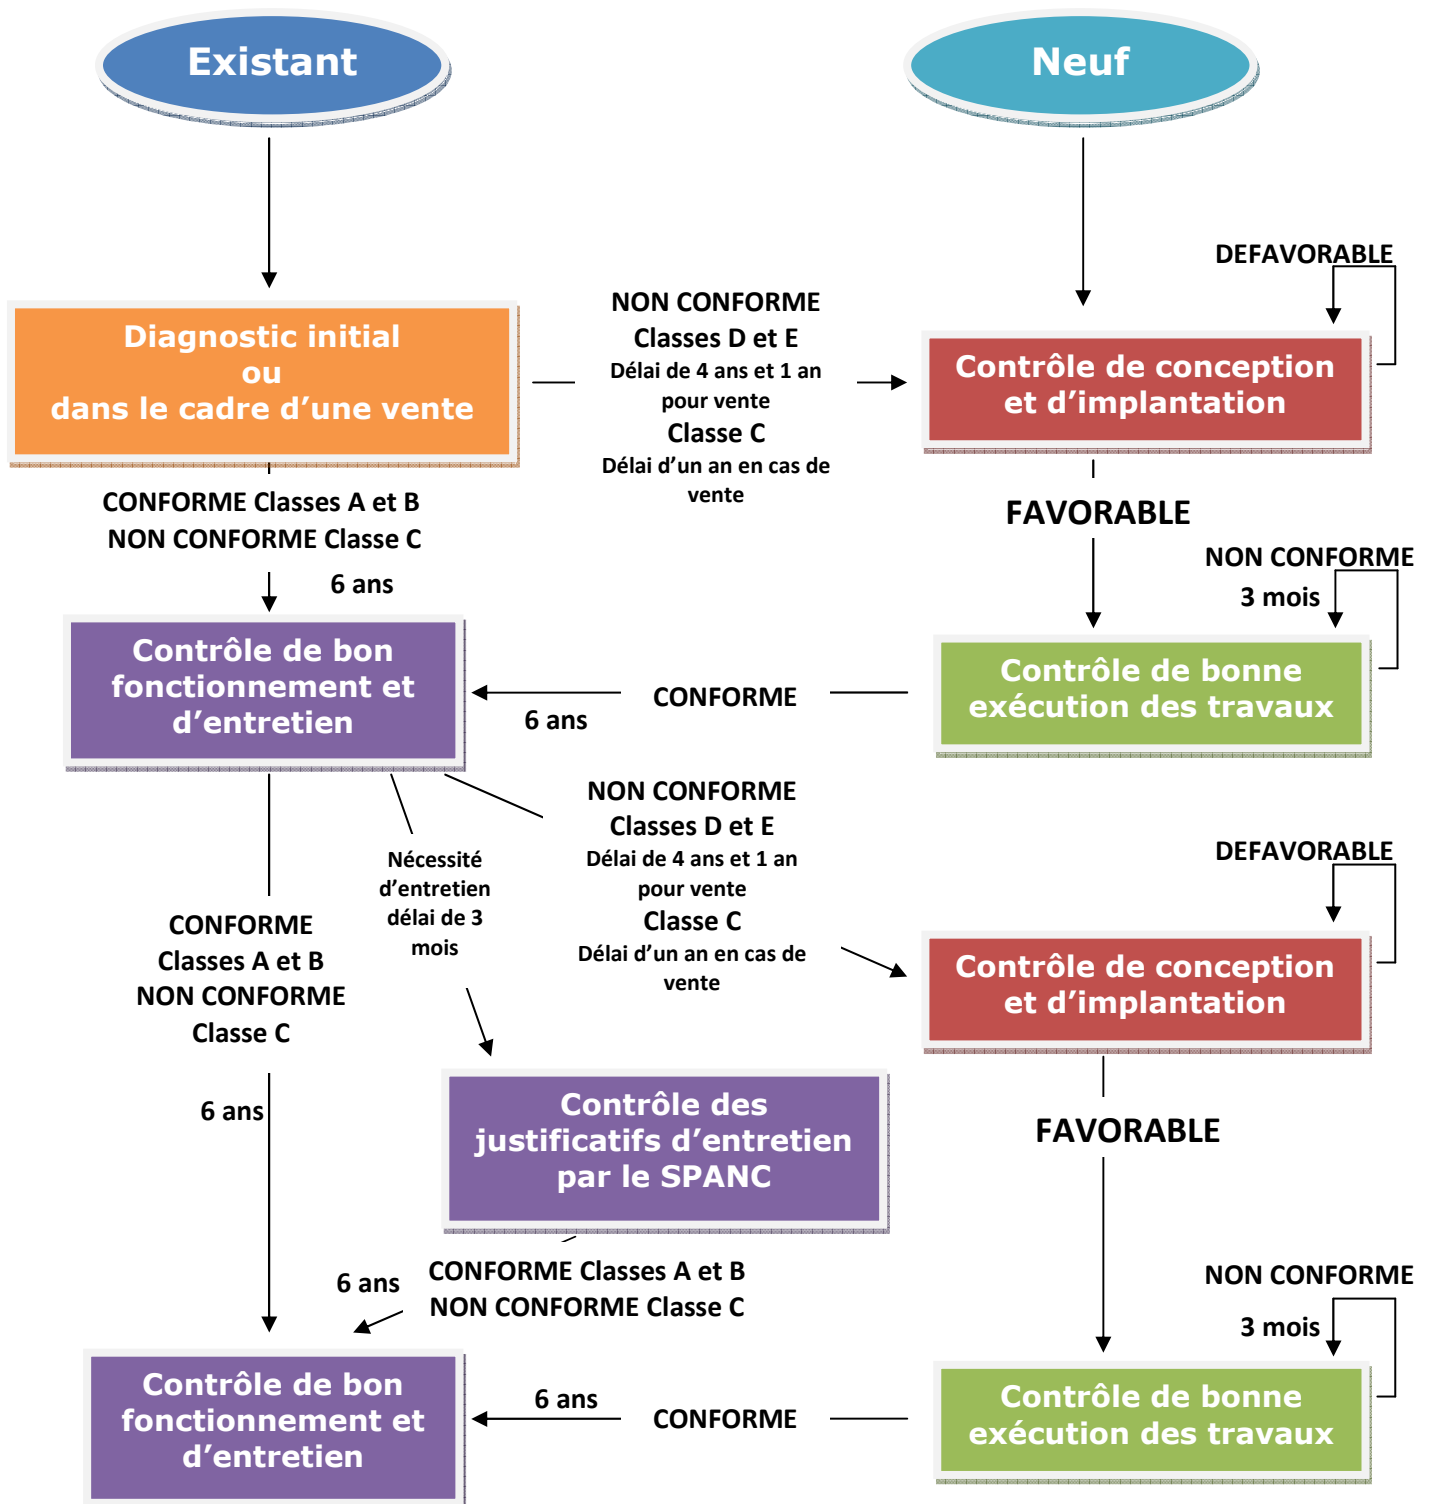 Existant
Neuf
DEFAVORABLE
Diagnostic initial
ou
dans le cadre d’une vente
NON CONFORME
Classes D et E
Délai de 4 ans et 1 an
pour vente
Classe C
Délai d’un an en cas de
vente
Contrôle de conception
et d’implantation
CONFORME Classes A et B
NON CONFORME Classe C
6 ans
FAVORABLE
NON CONFORME
3 mois
Contrôle de bon
fonctionnement et
d’entretien
CONFORME
6 ans
Contrôle de bonne
exécution des travaux
Nécessité
d’entretien
délai de 3
mois
NON CONFORME
Classes D et E
Délai de 4 ans et 1 an
pour vente
Classe C
Délai d’un an en cas de
vente
DEFAVORABLE
Contrôle de conception
et d’implantation
CONFORME
Classes A et B
NON CONFORME
Classe C
6 ans
Contrôle des
justificatifs d’entretien
par le SPANC
FAVORABLE
6 ans
CONFORME Classes A et B
NON CONFORME Classe C
NON CONFORME
3 mois
Contrôle de bon
fonctionnement et
d’entretien
6 ans
CONFORME
Contrôle de bonne
exécution des travaux